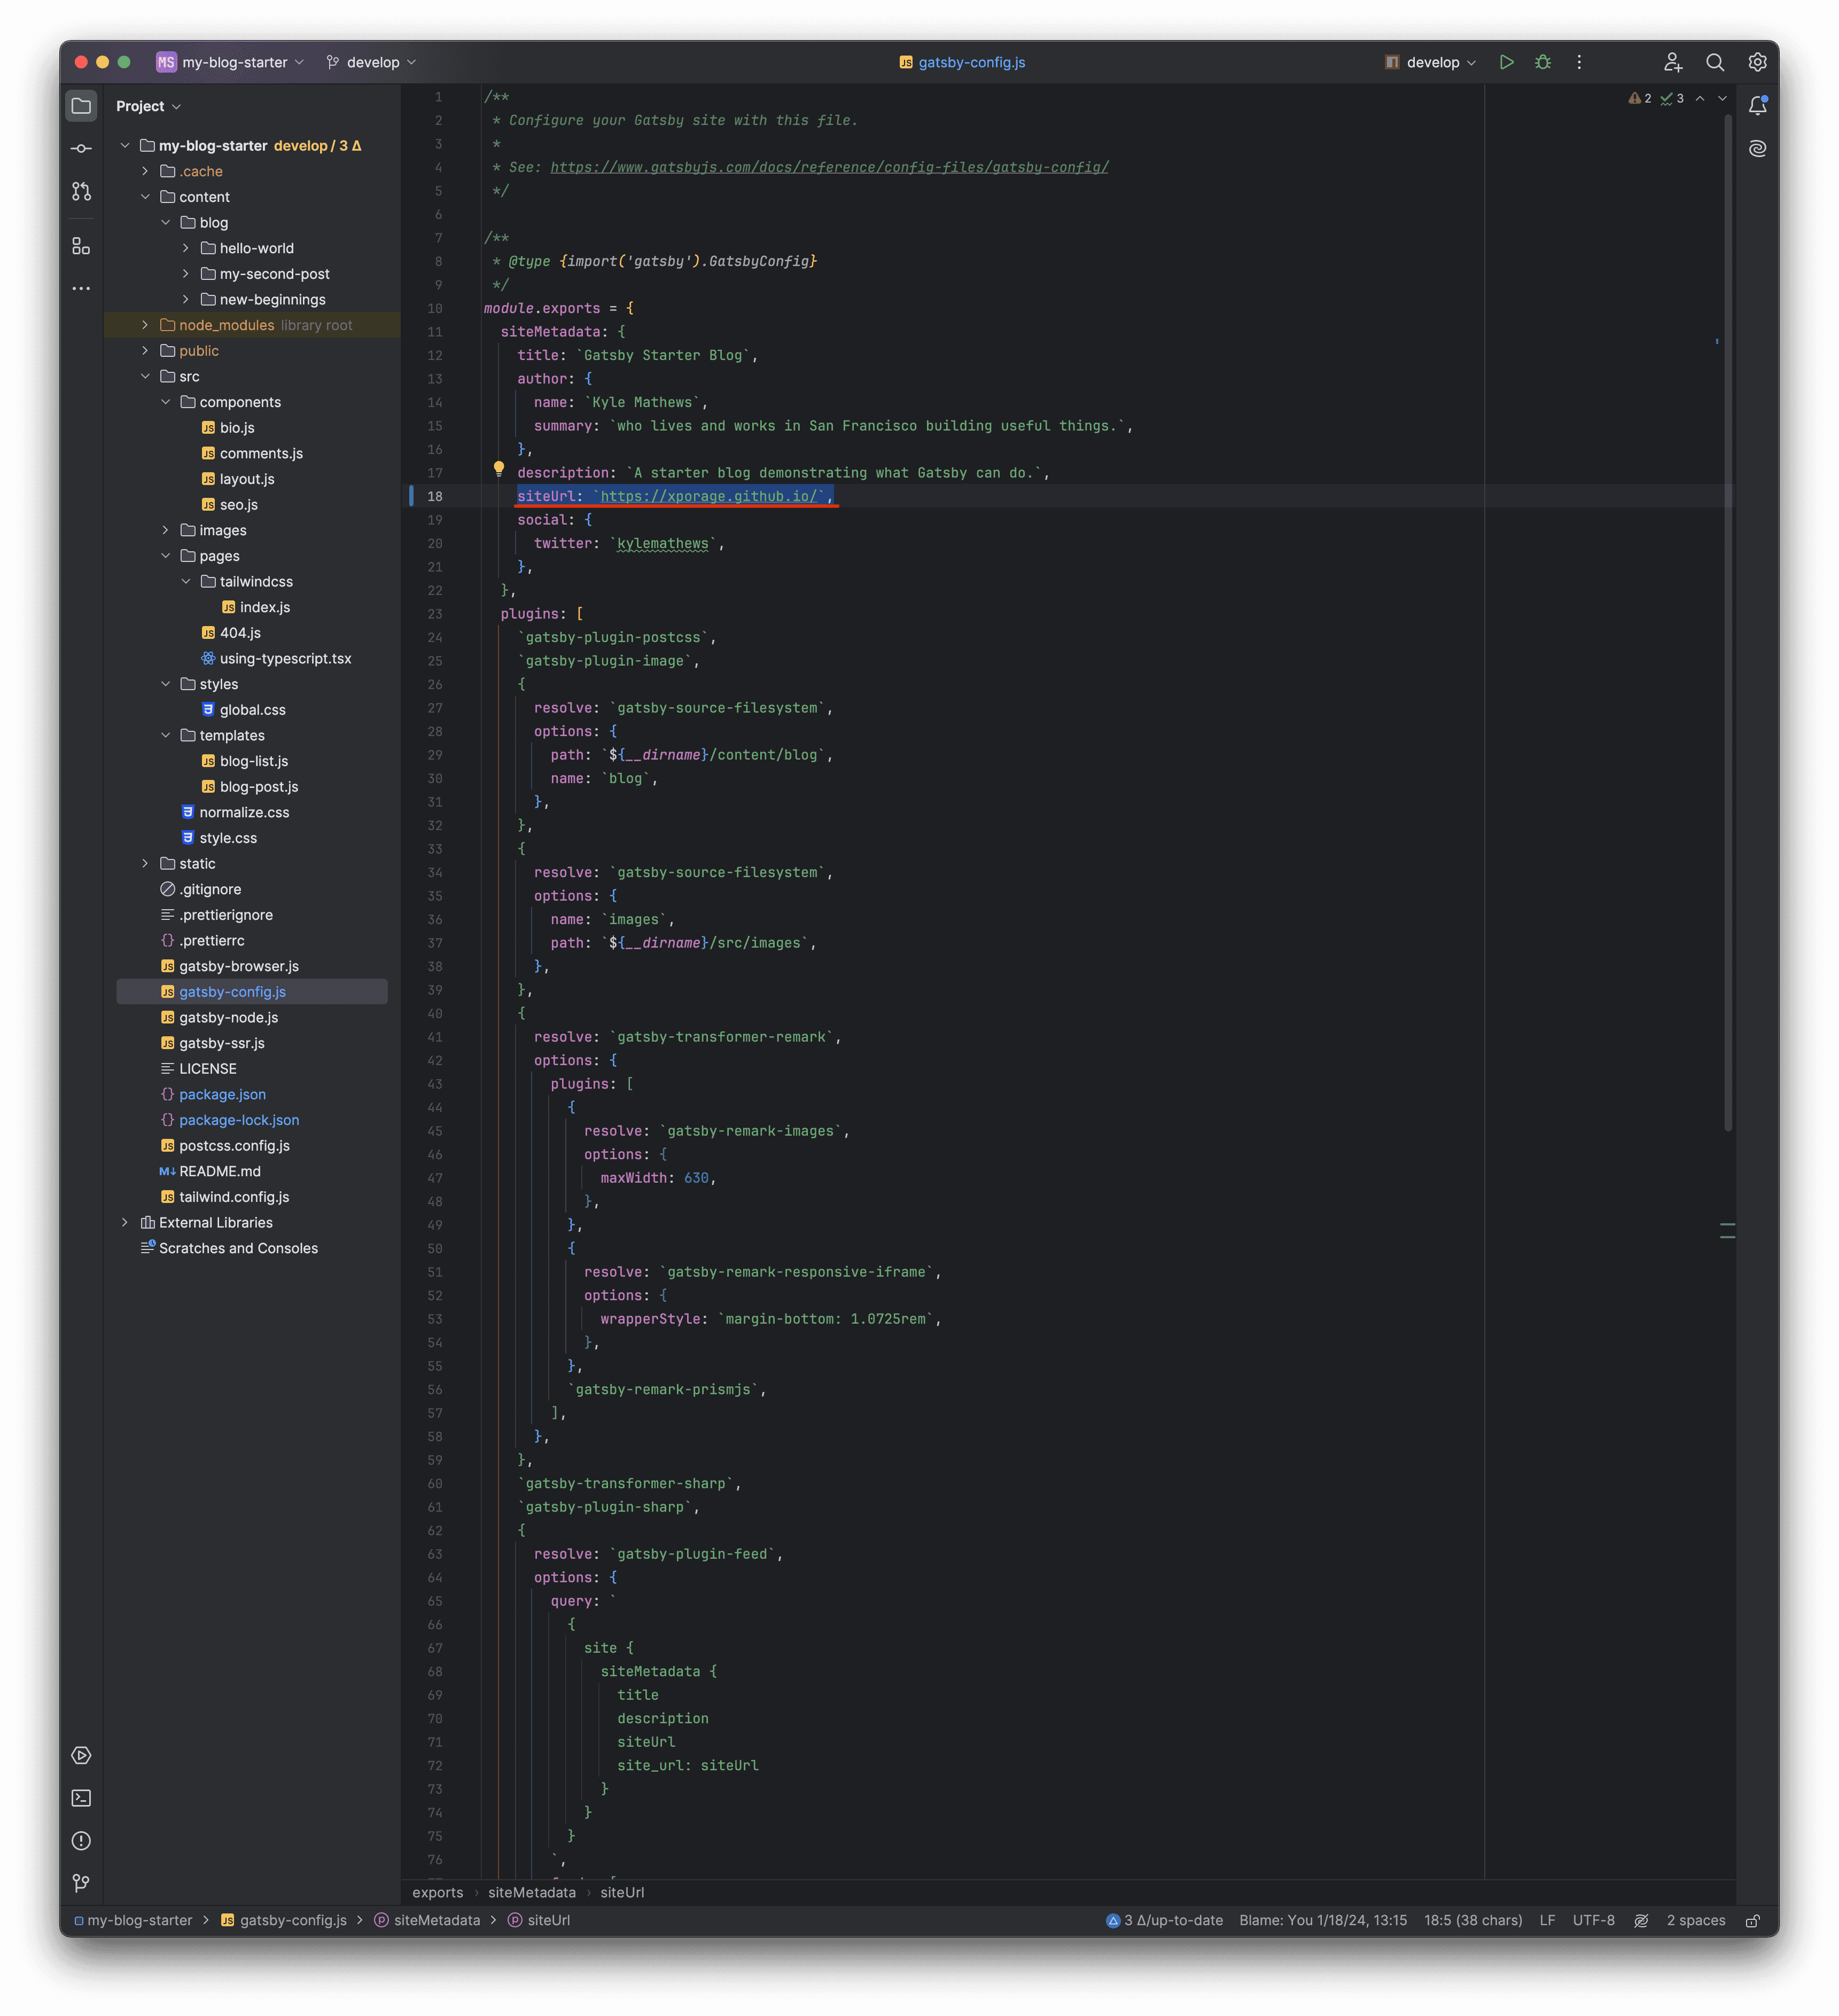 MS my-blog-starter develop
JS gatsby-config.js
develop
Project
my-blog-starter develop / 3 Δ
.cache
content
blog
hello-world
my-second-post
new-beginnings
node_modules library root
public
src
components
JS bio.js
JS comments.js
JS layout.js
JS seo.js
images
pages
tailwindcss
JS index.js
JS 404.js
using-typescript.tsx
styles
global.css
templates
JS blog-list.js
JS blog-post.js
normalize.css
style.css
static
.gitignore
.prettierignore
{} .prettierrc
JS gatsby-browser.js
JS gatsby-config.js
JS gatsby-node.js
JS gatsby-ssr.js
LICENSE
{} package.json
{} package-lock.json
JS postcss.config.js
M↓ README.md
JS tailwind.config.js
External Libraries
Scratches and Consoles
2 3
1 /**
2 * Configure your Gatsby site with this file.
3 *
4 * See: https://www.gatsbyjs.com/docs/reference/config-files/gatsby-config/
5 */
6
7 /**
8 * @type {import('gatsby').GatsbyConfig}
9 */
10 module.exports = {
11 siteMetadata: {
12 title: `Gatsby Starter Blog`,
13 author: {
14 name: `Kyle Mathews`,
15 summary: `who lives and works in San Francisco building useful things.`,
16 },
17 description: `A starter blog demonstrating what Gatsby can do.`,
18 siteUrl: `https://xporage.github.io/`,
19 social: {
20 twitter: `kylemathews`,
21 },
22 },
23 plugins: [
24 `gatsby-plugin-postcss`,
25 `gatsby-plugin-image`,
26 {
27 resolve: `gatsby-source-filesystem`,
28 options: {
29 path: `${__dirname}/content/blog`,
30 name: `blog`,
31 },
32 },
33 {
34 resolve: `gatsby-source-filesystem`,
35 options: {
36 name: `images`,
37 path: `${__dirname}/src/images`,
38 },
39 },
40 {
41 resolve: `gatsby-transformer-remark`,
42 options: {
43 plugins: [
44 {
45 resolve: `gatsby-remark-images`,
46 options: {
47 maxWidth: 630,
48 },
49 },
50 {
51 resolve: `gatsby-remark-responsive-iframe`,
52 options: {
53 wrapperStyle: `margin-bottom: 1.0725rem`,
54 },
55 },
56 `gatsby-remark-prismjs`,
57 ],
58 },
59 },
60 `gatsby-transformer-sharp`,
61 `gatsby-plugin-sharp`,
62 {
63 resolve: `gatsby-plugin-feed`,
64 options: {
65 query: `
66 {
67 site {
68 siteMetadata {
69 title
70 description
71 siteUrl
72 site_url: siteUrl
73 }
74 }
75 }
76 `,
exports › siteMetadata › siteUrl
my-blog-starter > JS gatsby-config.js > p siteMetadata > p siteUrl
3 Δ/up-to-date Blame: You 1/18/24, 13:15 18:5 (38 chars) LF UTF-8 2 spaces